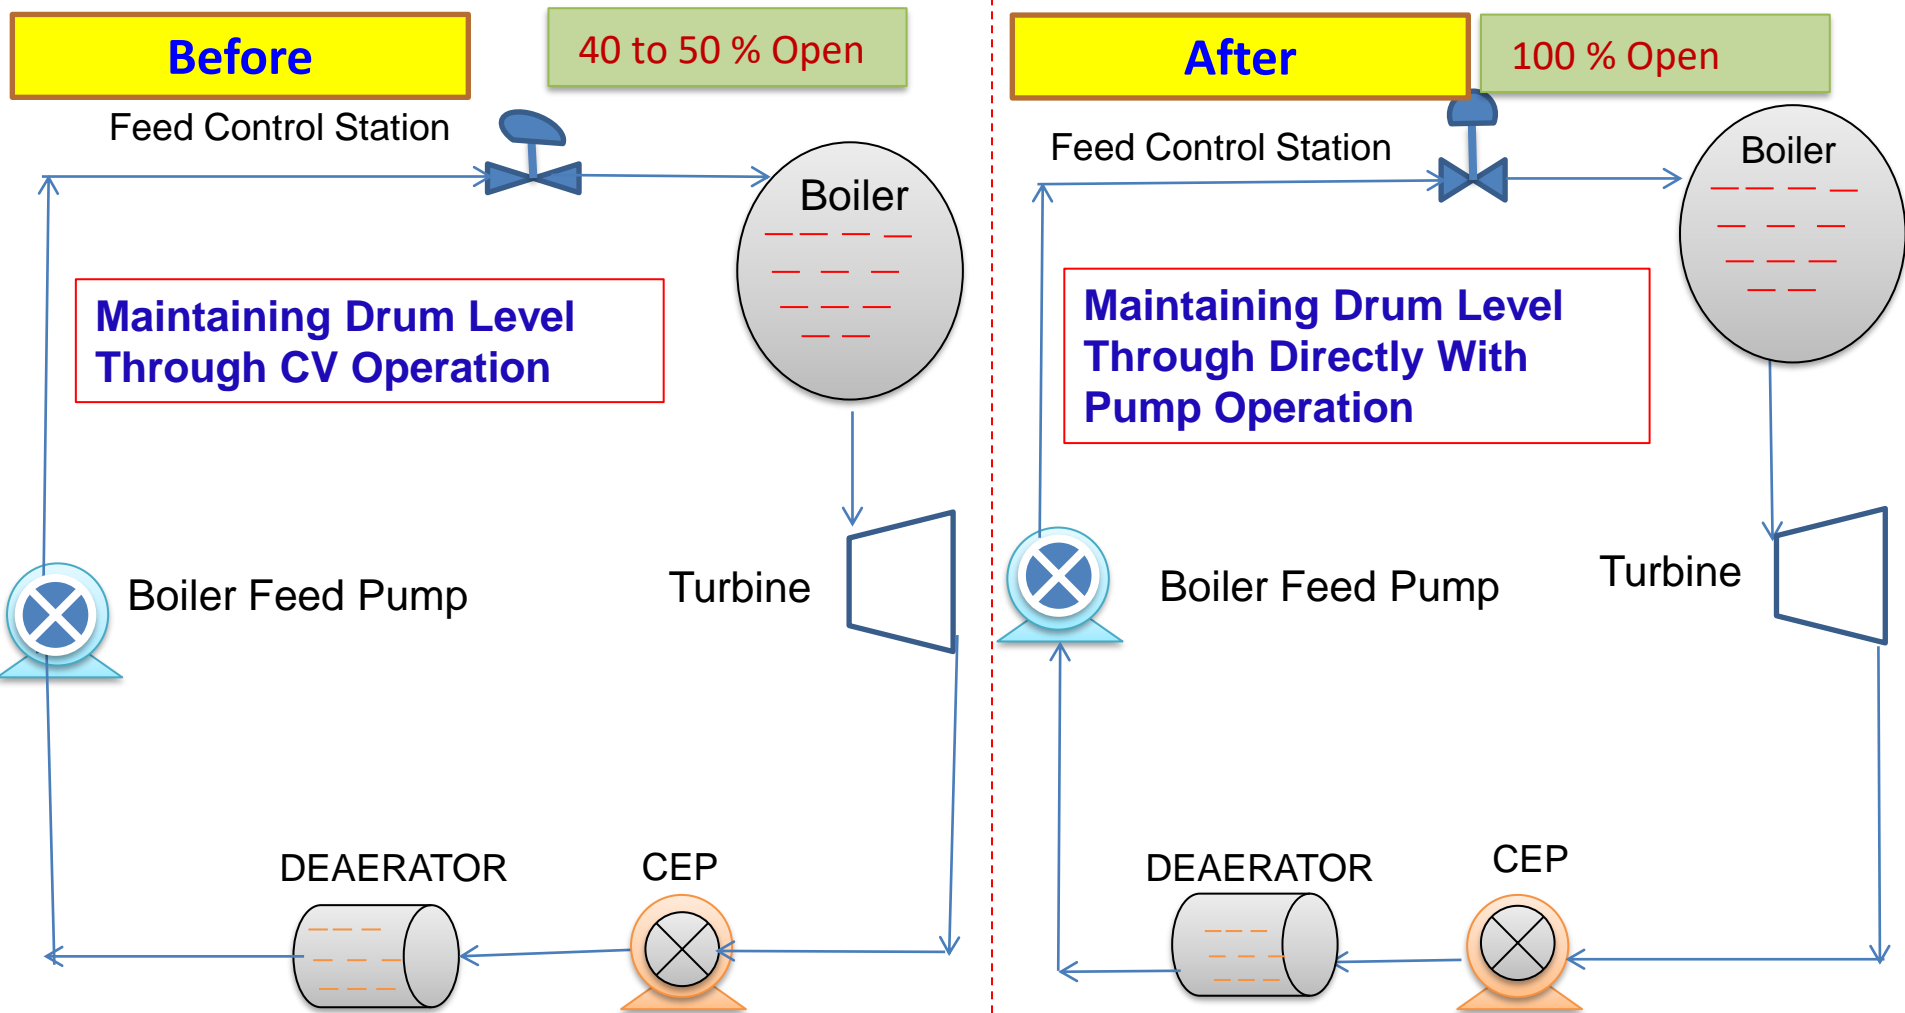 Before
40 to 50 % Open
Feed Control Station
Boiler
Maintaining Drum Level
Through CV Operation
Boiler Feed Pump
Turbine
DEAERATOR
CEP
After
100 % Open
Feed Control Station
Boiler
Maintaining Drum Level
Through Directly With
Pump Operation
Boiler Feed Pump
Turbine
DEAERATOR
CEP